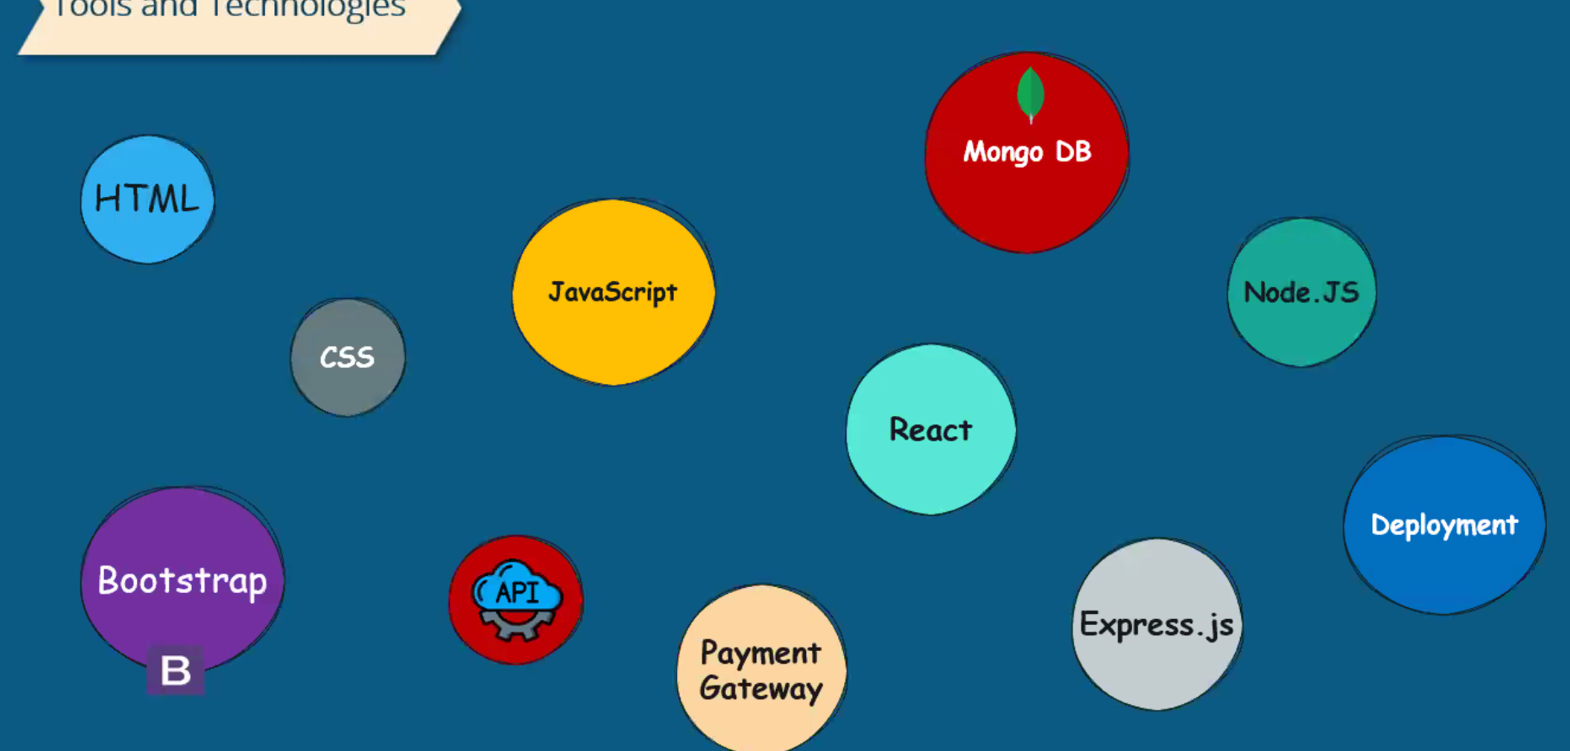 Tools and Technologies
Mongo DB
HTML
JavaScript
Node.JS
CSS
React
Deployment
Bootstrap
API
Express.js
Payment
Gateway
B